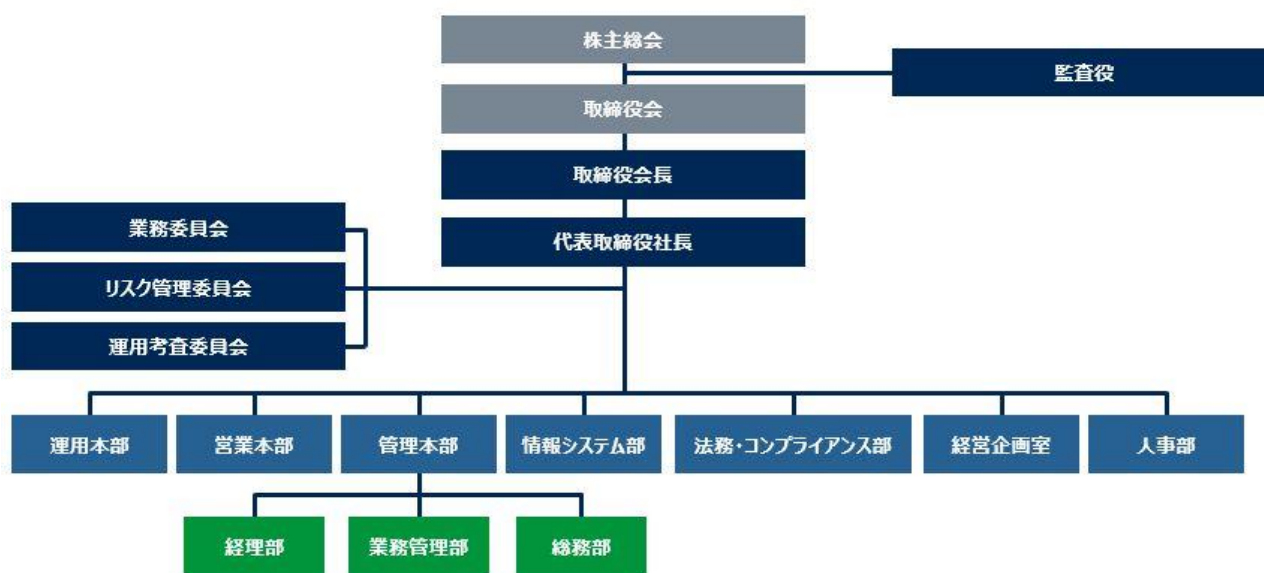 株主総会
監査役
取締役会
取締役会長
代表取締役社長
業務委員会
リスク管理委員会
運用考査委員会
運用本部
営業本部
管理本部
情報システム部
法務・コンプライアンス部
経営企画室
人事部
経理部
業務管理部
総務部